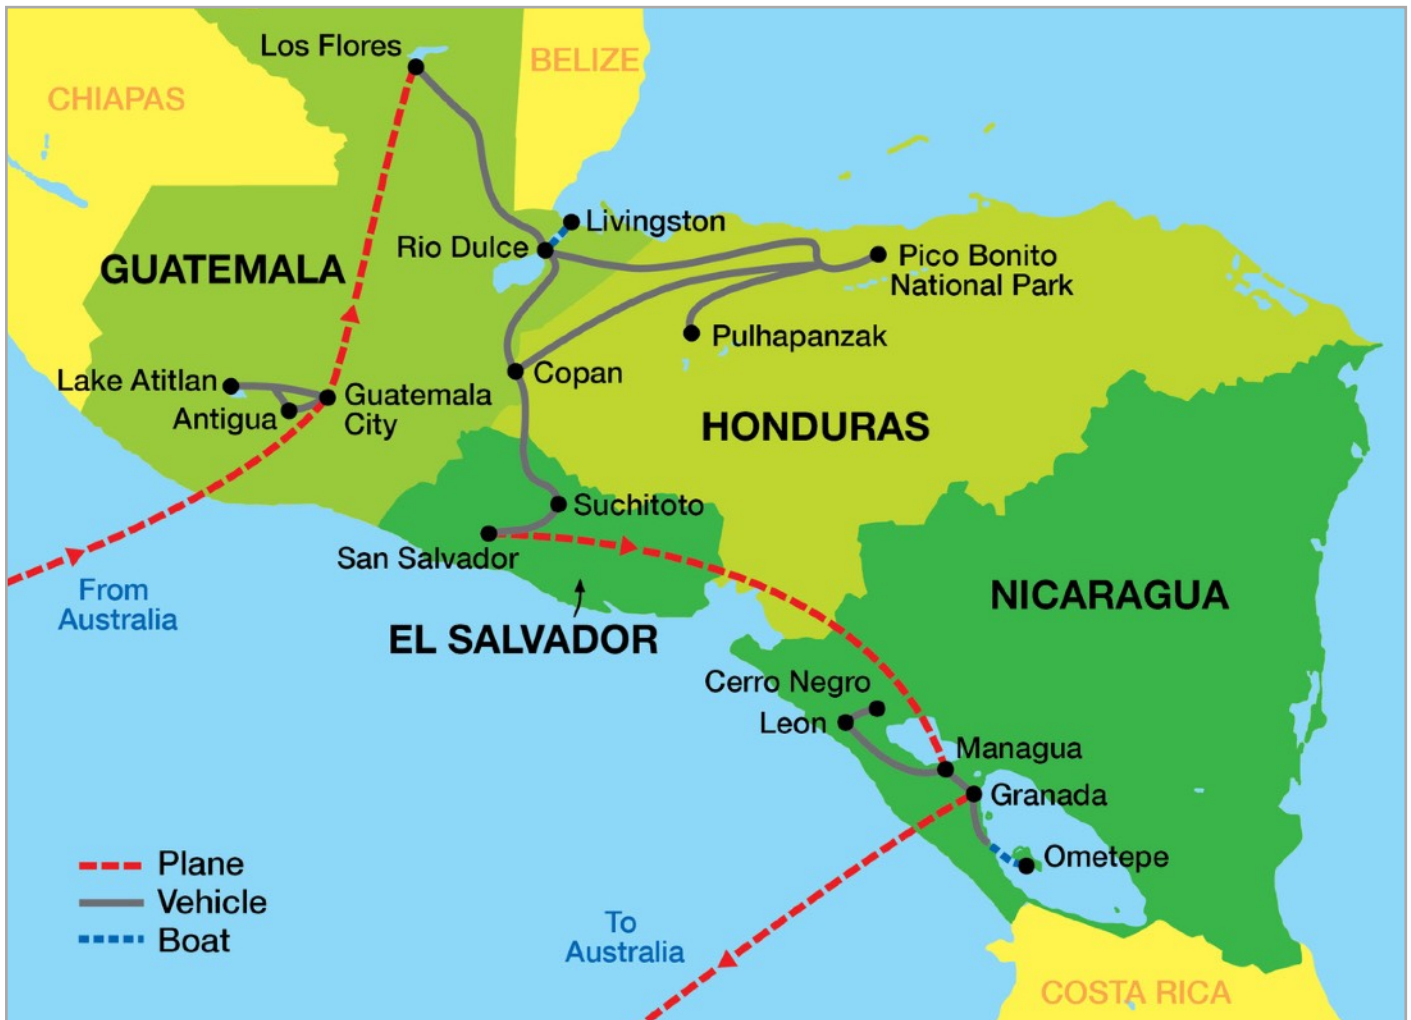 Los Flores
BELIZE
CHIAPAS
Livingston
Rio Dulce
GUATEMALA
Pico Bonito
National Park
Pulhapanzak
Lake Atitlan
Copan
Guatemala
City
Antigua
HONDURAS
Suchitoto
San Salvador
From
Australia
NICARAGUA
EL SALVADOR
Cerro Negro
Leon
Managua
Granada
Ometepe
Plane
Vehicle
Boat
To
Australia
COSTA RICA